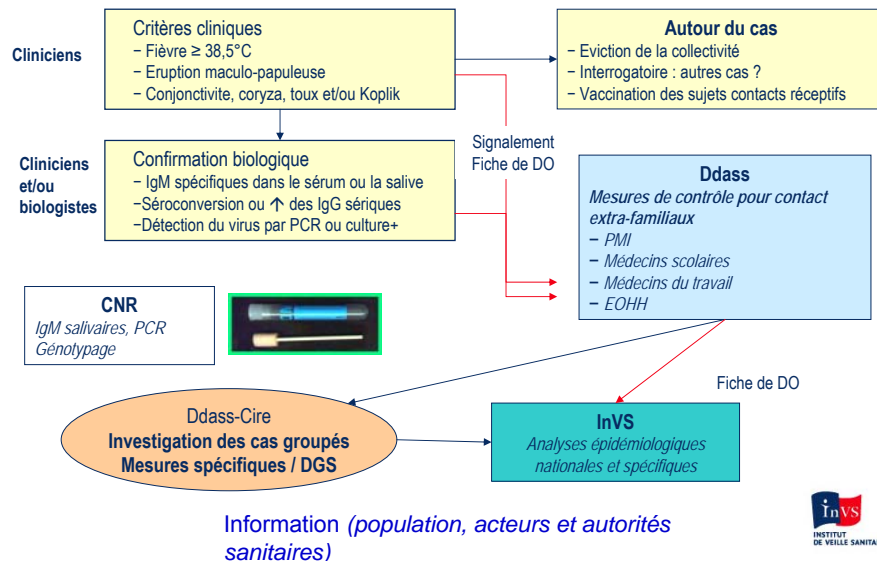 Cliniciens
Critères cliniques
– Fièvre ≥ 38,5°C
– Eruption maculo-papuleuse
– Conjonctivite, coryza, toux et/ou Koplik
Autour du cas
– Eviction de la collectivité
– Interrogatoire : autres cas ?
– Vaccination des sujets contacts réceptifs
Signalement
Fiche de DO
Cliniciens
et/ou
biologistes
Confirmation biologique
– IgM spécifiques dans le sérum ou la salive
–Séroconversion ou ↑ des IgG sériques
–Détection du virus par PCR ou culture+
Ddass
Mesures de contrôle pour contact
extra-familiaux
– PMI
– Médecins scolaires
– Médecins du travail
– EOHH
CNR
IgM salivaires, PCR
Génotypage
Fiche de DO
Ddass-Cire
Investigation des cas groupés
Mesures spécifiques / DGS
InVS
Analyses épidémiologiques
nationales et spécifiques
Information (population, acteurs et autorités
sanitaires)
InVS
INSTITUT
DE VEILLE SANITA